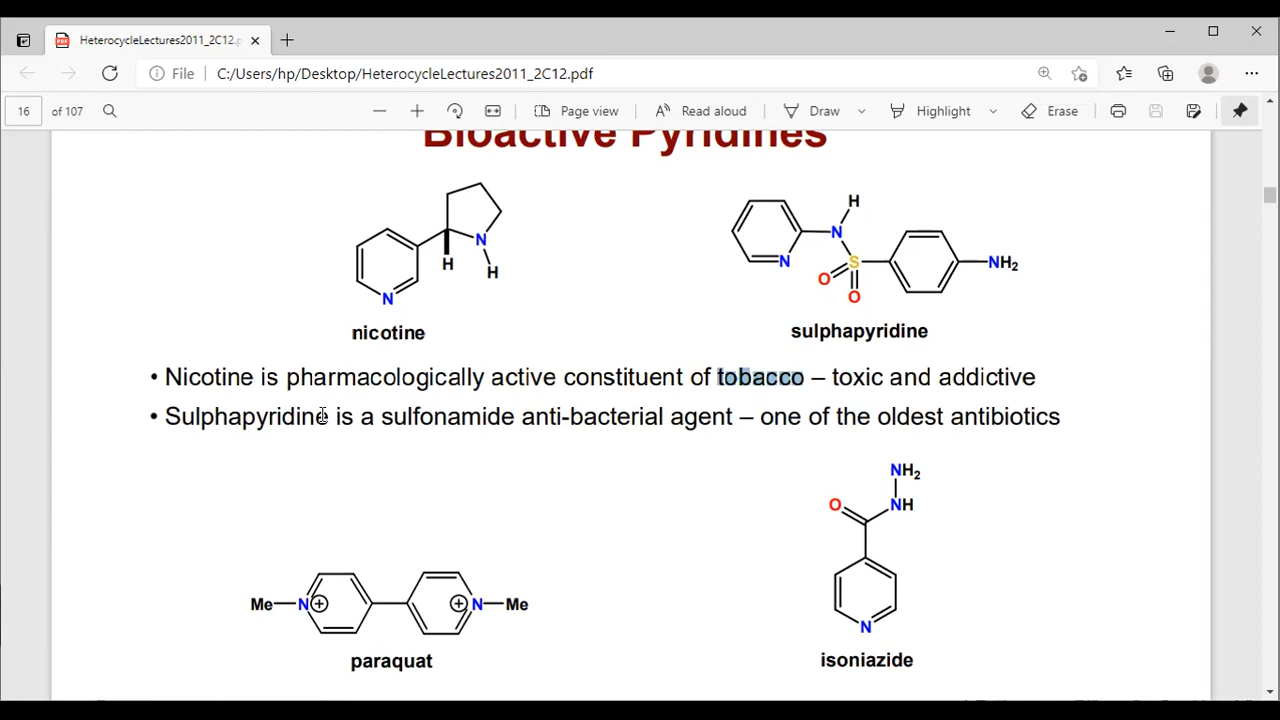 HeterocycleLectures2011_2C12.p
File C:/Users/hp/Desktop/HeterocycleLectures2011_2C12.pdf
16 of 107 Page view Read aloud Draw Highlight Erase
Bioactive Pyridines
H
N
N
H
N
H
N
S
O
O
NH2
N
nicotine
sulphapyridine
• Nicotine is pharmacologically active constituent of tobacco – toxic and addictive
• Sulphapyridine is a sulfonamide anti-bacterial agent – one of the oldest antibiotics
NH2
O
NH
Me N + + N Me
N
paraquat
isoniazide